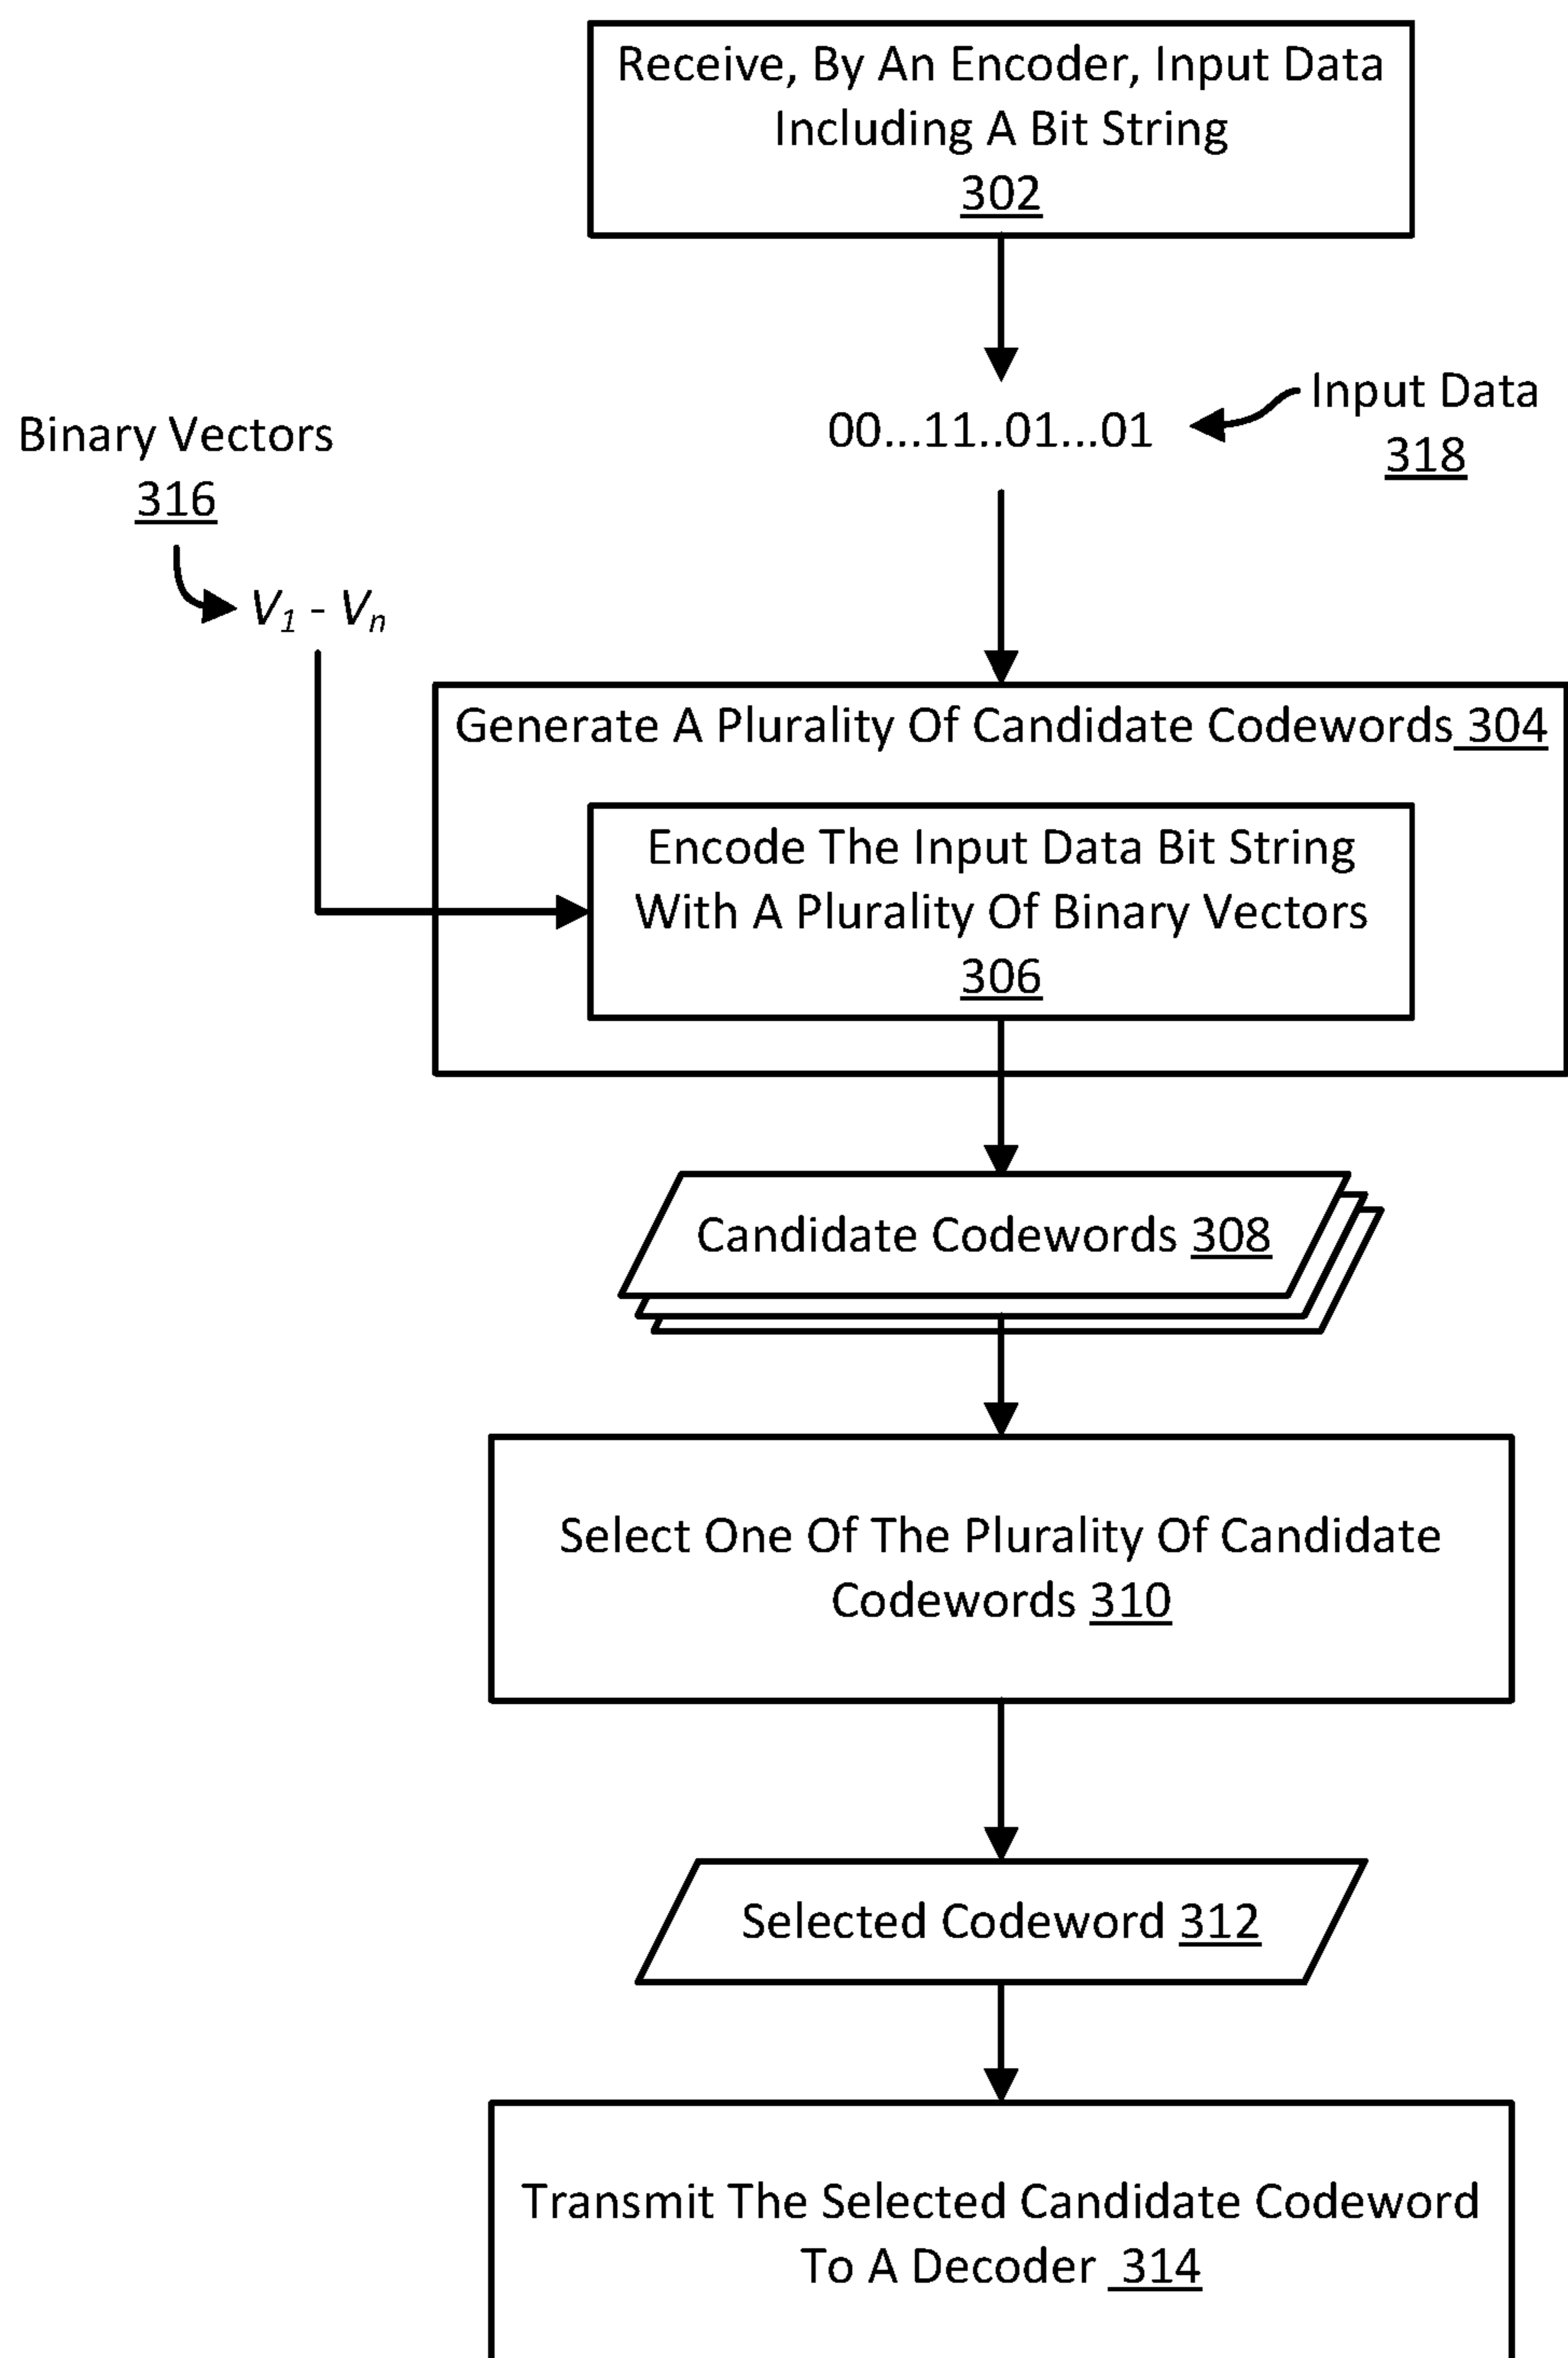 Receive, By An Encoder, Input Data
Including A Bit String
302
00...11..01...01
Input Data
318
Binary Vectors
316
V1 - Vn
Generate A Plurality Of Candidate Codewords 304
Encode The Input Data Bit String
With A Plurality Of Binary Vectors
306
Candidate Codewords 308
Select One Of The Plurality Of Candidate
Codewords 310
Selected Codeword 312
Transmit The Selected Candidate Codeword
To A Decoder 314